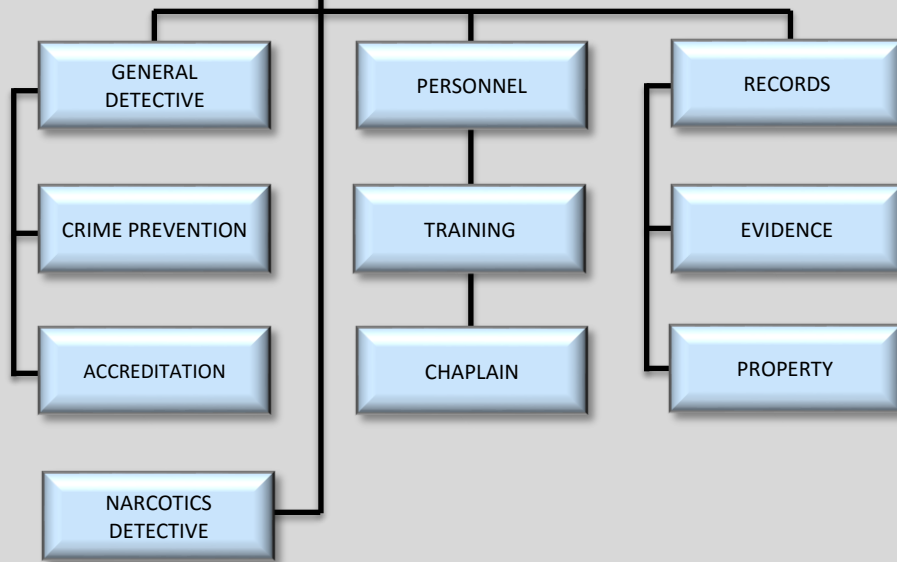 GENERAL
DETECTIVE
PERSONNEL
RECORDS
CRIME PREVENTION
TRAINING
EVIDENCE
ACCREDITATION
CHAPLAIN
PROPERTY
NARCOTICS
DETECTIVE